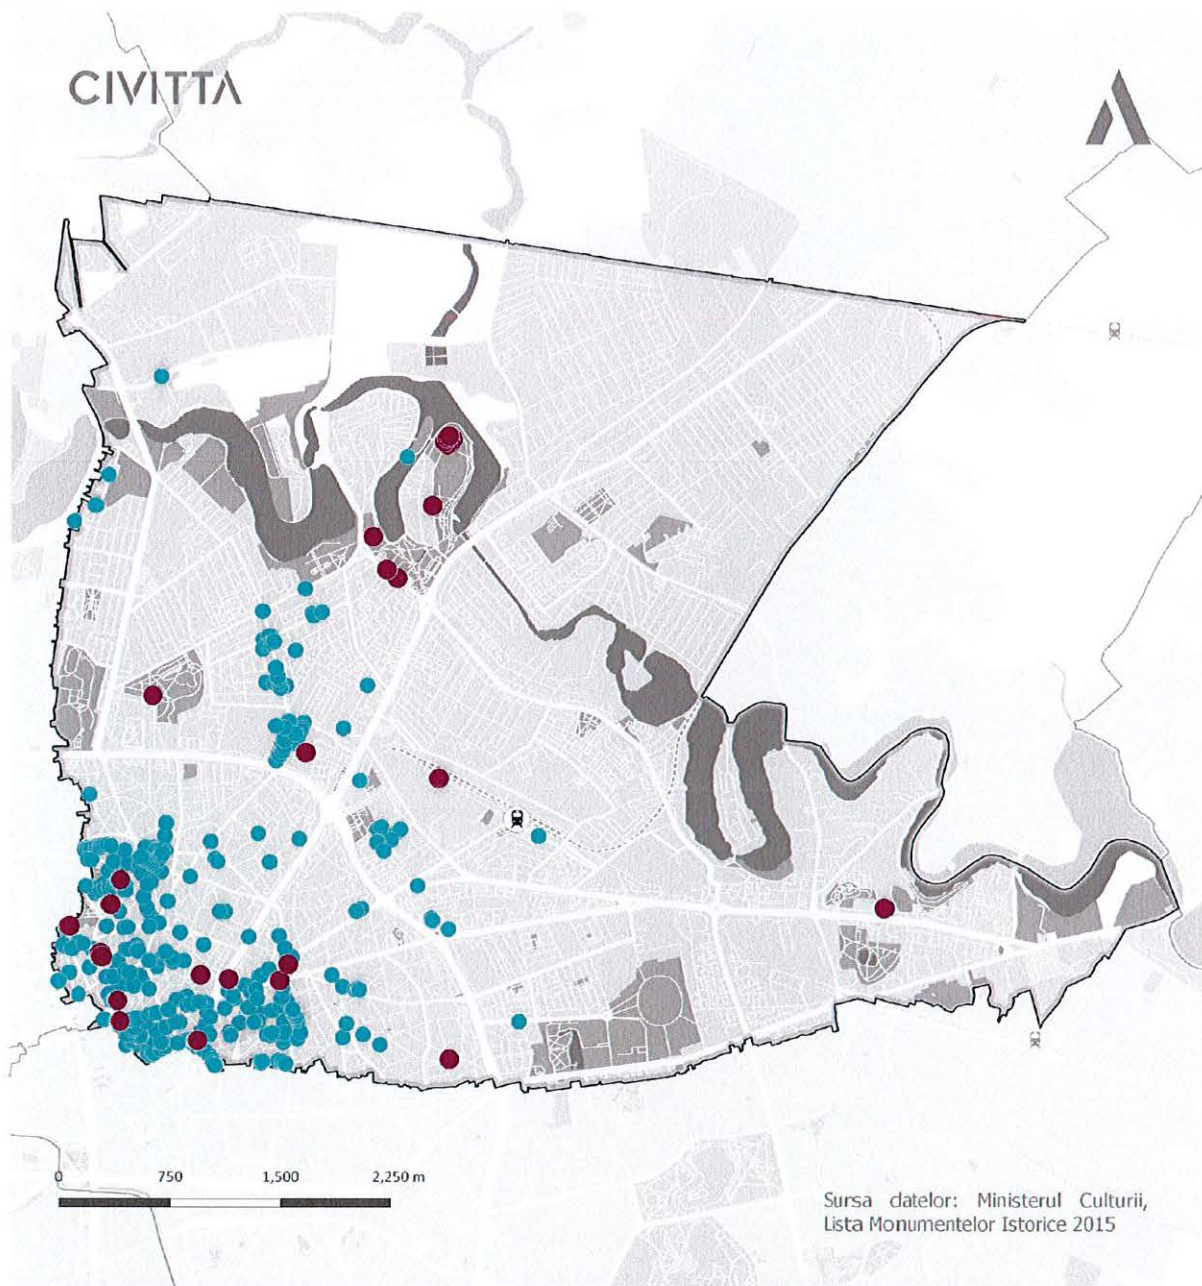 CIVITTA
0 750 1,500 2,250 m
Sursa datelor: Ministerul Culturii,
Lista Monumentelor Istorice 2015